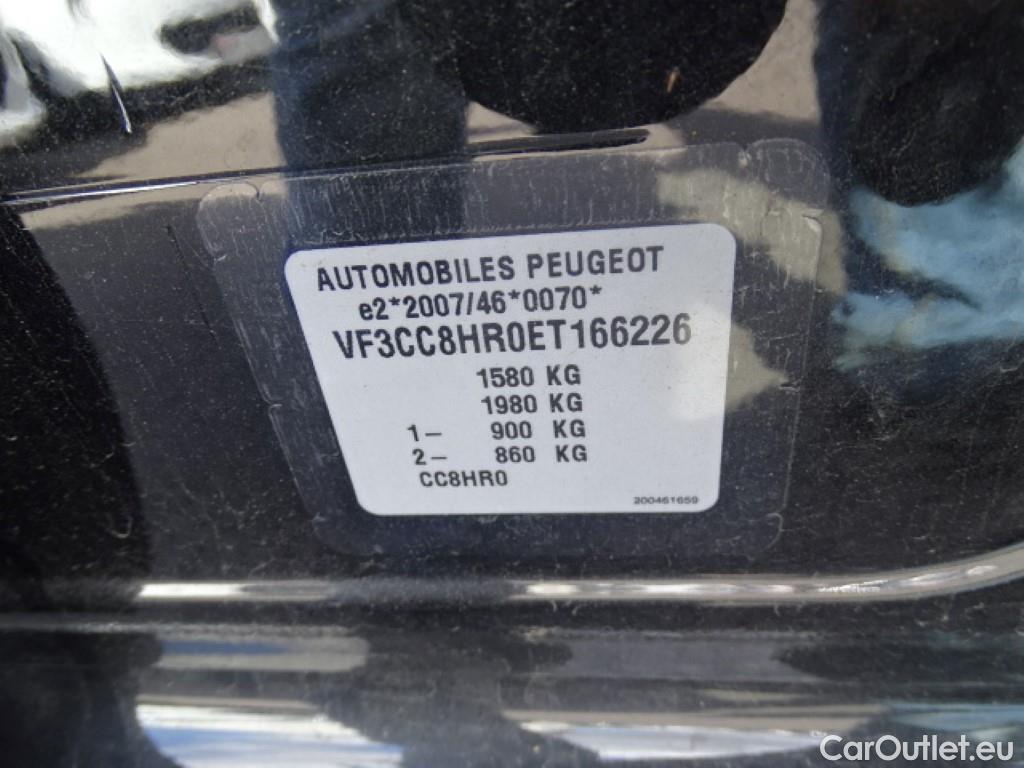 AUTOMOBILES PEUGEOT
e2*2007/46*0070*
VF3CC8HR0ET166226
1580 KG
1980 KG
1– 900 KG
2– 860 KG
CC8HR0
200461659
CarOutlet.eu